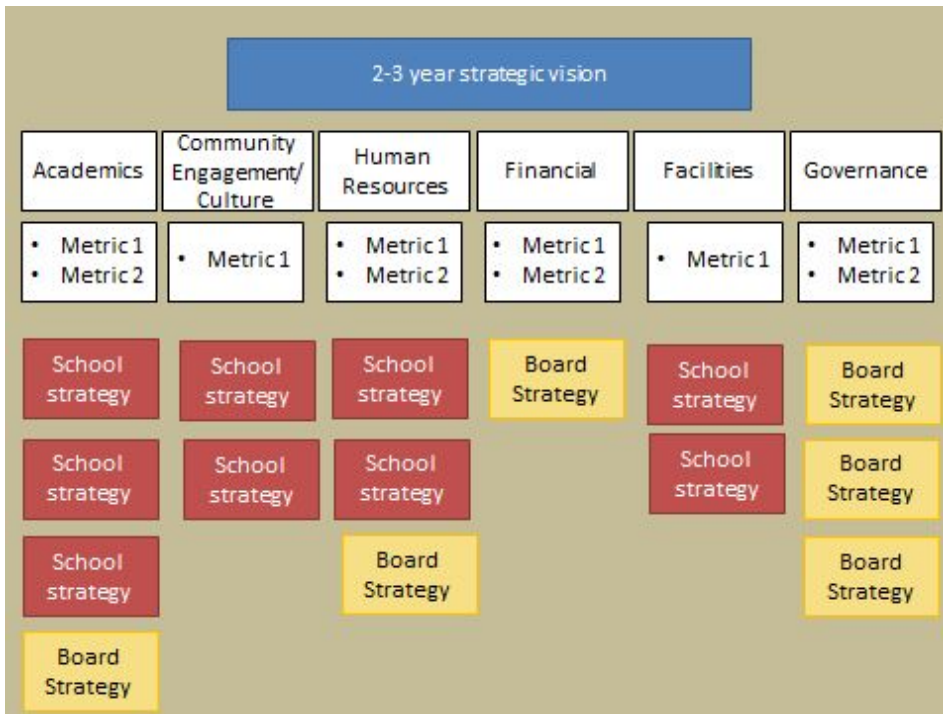 2-3 year strategic vision
Academics
Community
Engagement/
Culture
Human
Resources
Financial
Facilities
Governance
• Metric 1
• Metric 2
• Metric 1
• Metric 1
• Metric 2
• Metric 1
• Metric 2
• Metric 1
• Metric 1
• Metric 2
School
strategy
School
strategy
School
strategy
Board
Strategy
School
strategy
Board
Strategy
School
strategy
School
strategy
School
strategy
School
strategy
Board
Strategy
School
strategy
Board
Strategy
Board
Strategy
Board
Strategy